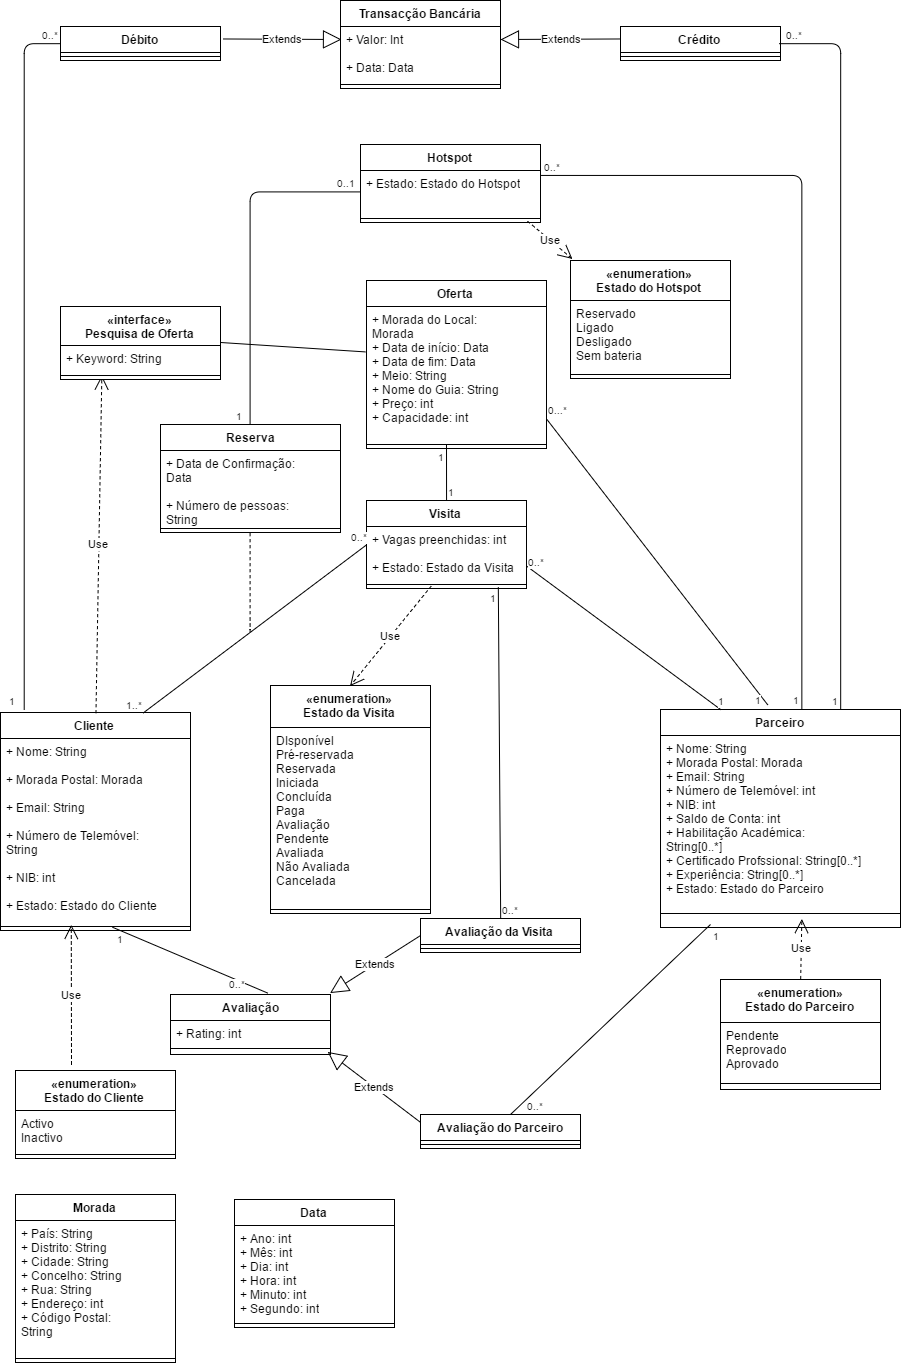 Transacção Bancária
+ Valor: Int
+ Data: Data
0..*
Débito
Extends
Extends
Crédito
0..*
Hotspot
+ Estado: Estado do Hotspot
0..1
0..*
Use
«enumeration»
Estado do Hotspot
Reservado
Ligado
Desligado
Sem bateria
«interface»
Pesquisa de Oferta
+ Keyword: String
Oferta
+ Morada do Local:
Morada
+ Data de início: Data
+ Data de fim: Data
+ Meio: String
+ Nome do Guia: String
+ Preço: int
+ Capacidade: int
0...*
1
1
Reserva
+ Data de Confirmação:
Data
+ Número de pessoas:
String
1
Visita
+ Vagas preenchidas: int
+ Estado: Estado da Visita
0..*
0..*
1
Use
Use
«enumeration»
Estado da Visita
DIsponível
Pré-reservada
Reservada
Iniciada
Concluída
Paga
Avaliação
Pendente
Avaliada
Não Avaliada
Cancelada
1
1..*
Cliente
+ Nome: String
+ Morada Postal: Morada
+ Email: String
+ Número de Telemóvel:
String
+ NIB: int
+ Estado: Estado do Cliente
1
1
1
1
Parceiro
+ Nome: String
+ Morada Postal: Morada
+ Email: String
+ Número de Telemóvel: int
+ NIB: int
+ Saldo de Conta: int
+ Habilitação Académica:
String[0..*]
+ Certificado Profssional: String[0..*]
+ Experiência: String[0..*]
+ Estado: Estado do Parceiro
0..*
Avaliação da Visita
1
1
Use
Extends
Use
0..*
Avaliação
+ Rating: int
«enumeration»
Estado do Parceiro
Pendente
Reprovado
Aprovado
«enumeration»
Estado do Cliente
Activo
Inactivo
Extends
0..*
Avaliação do Parceiro
Morada
+ País: String
+ Distrito: String
+ Cidade: String
+ Concelho: String
+ Rua: String
+ Endereço: int
+ Código Postal:
String
Data
+ Ano: int
+ Mês: int
+ Dia: int
+ Hora: int
+ Minuto: int
+ Segundo: int